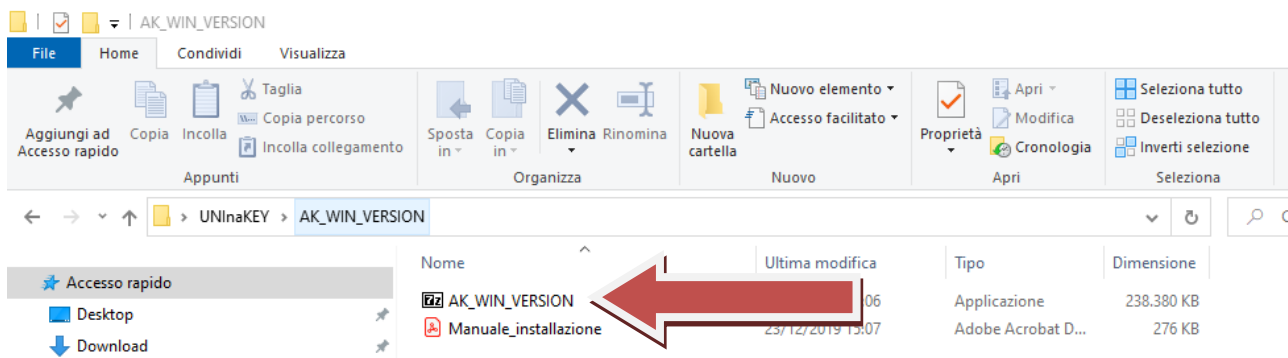 AK_WIN_VERSION
File Home Condividi Visualizza
Aggiungi ad Accesso rapido
Copia
Incolla
Taglia
Copia percorso
Incolla collegamento
Sposta in
Copia in
Elimina
Rinomina
Nuova cartella
Nuovo elemento
Accesso facilitato
Proprietà
Apri
Modifica
Cronologia
Seleziona tutto
Deseleziona tutto
Inverti selezione
Appunti Organizza Nuovo Apri Seleziona
UNInaKEY > AK_WIN_VERSION
Nome Ultima modifica Tipo Dimensione
Accesso rapido
Desktop
Download
AK_WIN_VERSION :06 Applicazione 238.380 KB
Manuale_installazione 23/12/2019 15:07 Adobe Acrobat D... 276 KB